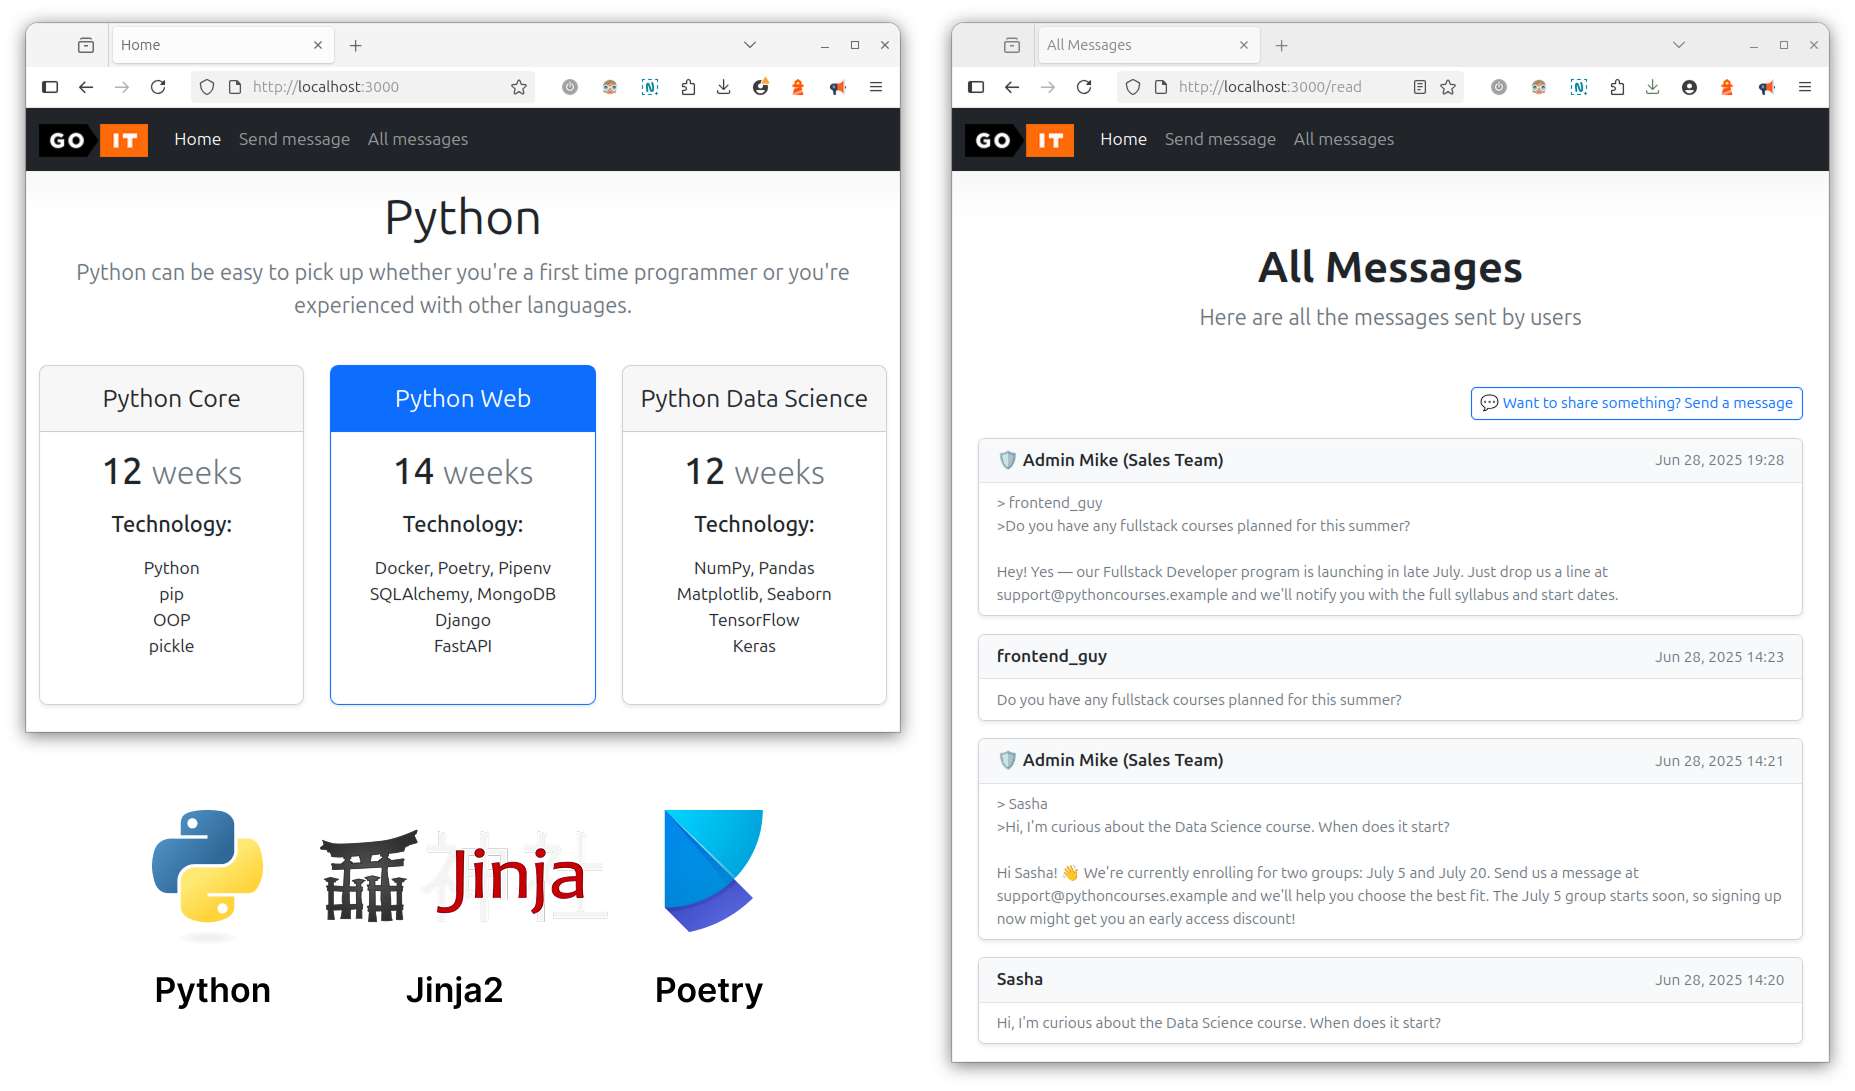 Home
http://localhost:3000
GO IT
Home Send message All messages
Python
Python can be easy to pick up whether you're a first time programmer or you're
experienced with other languages.
Python Core
12 weeks
Technology:
Python
pip
OOP
pickle
Python Web
14 weeks
Technology:
Docker, Poetry, Pipenv
SQLAlchemy, MongoDB
Django
FastAPI
Python Data Science
12 weeks
Technology:
NumPy, Pandas
Matplotlib, Seaborn
TensorFlow
Keras
神社
Jinja
Python
Jinja2
Poetry
All Messages
http://localhost:3000/read
GO IT
Home Send message All messages
All Messages
Here are all the messages sent by users
💬 Want to share something? Send a message
🛡️ Admin Mike (Sales Team) Jun 28, 2025 19:28
> frontend_guy
>Do you have any fullstack courses planned for this summer?
Hey! Yes — our Fullstack Developer program is launching in late July. Just drop us a line at
support@pythoncourses.example and we'll notify you with the full syllabus and start dates.
frontend_guy Jun 28, 2025 14:23
Do you have any fullstack courses planned for this summer?
🛡️ Admin Mike (Sales Team) Jun 28, 2025 14:21
> Sasha
>Hi, I'm curious about the Data Science course. When does it start?
Hi Sasha! 👋 We're currently enrolling for two groups: July 5 and July 20. Send us a message at
support@pythoncourses.example and we'll help you choose the best fit. The July 5 group starts soon, so signing up
now might get you an early access discount!
Sasha Jun 28, 2025 14:20
Hi, I'm curious about the Data Science course. When does it start?